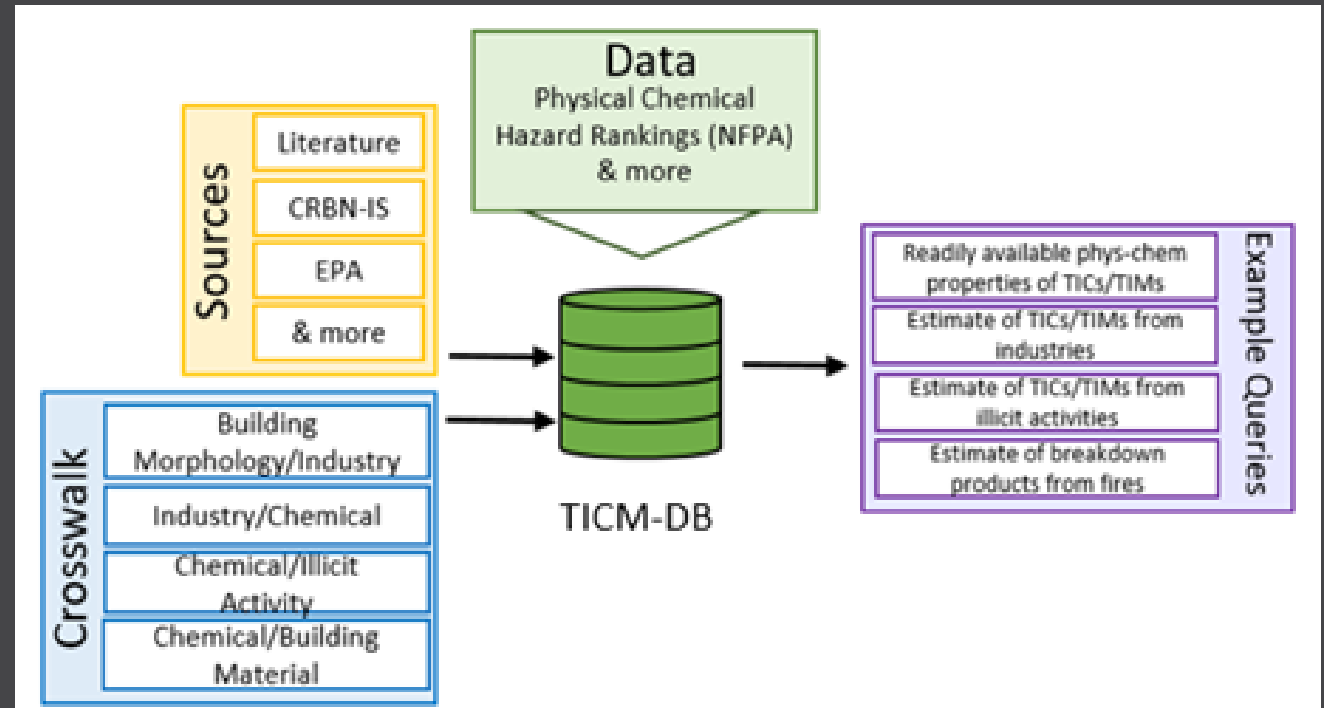 Data
Physical Chemical
Hazard Rankings (NFPA)
& more
Sources
Literature
CRBN-IS
EPA
& more
Crosswalk
Building
Morphology/Industry
Industry/Chemical
Chemical/Illicit
Activity
Chemical/Building
Material
TICM-DB
Example Queries
Readily available phys-chem
properties of TICs/TIMs
Estimate of TICs/TIMs from
industries
Estimate of TICs/TIMs from
illicit activities
Estimate of breakdown
products from fires